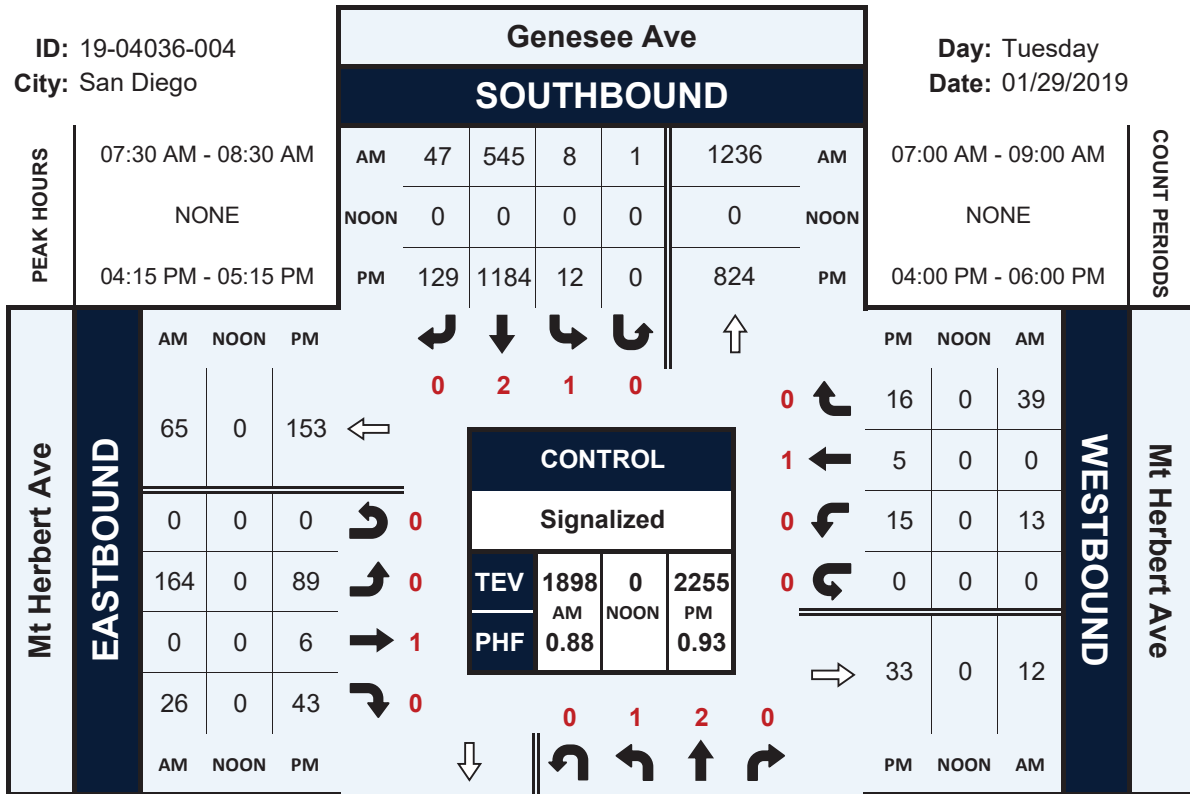 ID: 19-04036-004
City: San Diego
Genesee Ave
SOUTHBOUND
Day: Tuesday
Date: 01/29/2019
PEAK HOURS
07:30 AM - 08:30 AM
NONE
04:15 PM - 05:15 PM
AM 47 545 8 1 1236 AM
NOON 0 0 0 0 0 NOON
PM 129 1184 12 0 824 PM
07:00 AM - 09:00 AM
NONE
04:00 PM - 06:00 PM
COUNT PERIODS
0 2 1 0
Mt Herbert Ave
EASTBOUND
AM NOON PM
65 0 153
0 0 0 0
164 0 89 0
0 0 6 1
26 0 43 0
AM NOON PM
CONTROL
Signalized
TEV 1898 0 2255
AM NOON PM
PHF 0.88 0.93
PM NOON AM
0 16 0 39
1 5 0 0
0 15 0 13
0 0 0 0
33 0 12
PM NOON AM
WESTBOUND
Mt Herbert Ave
0 1 2 0